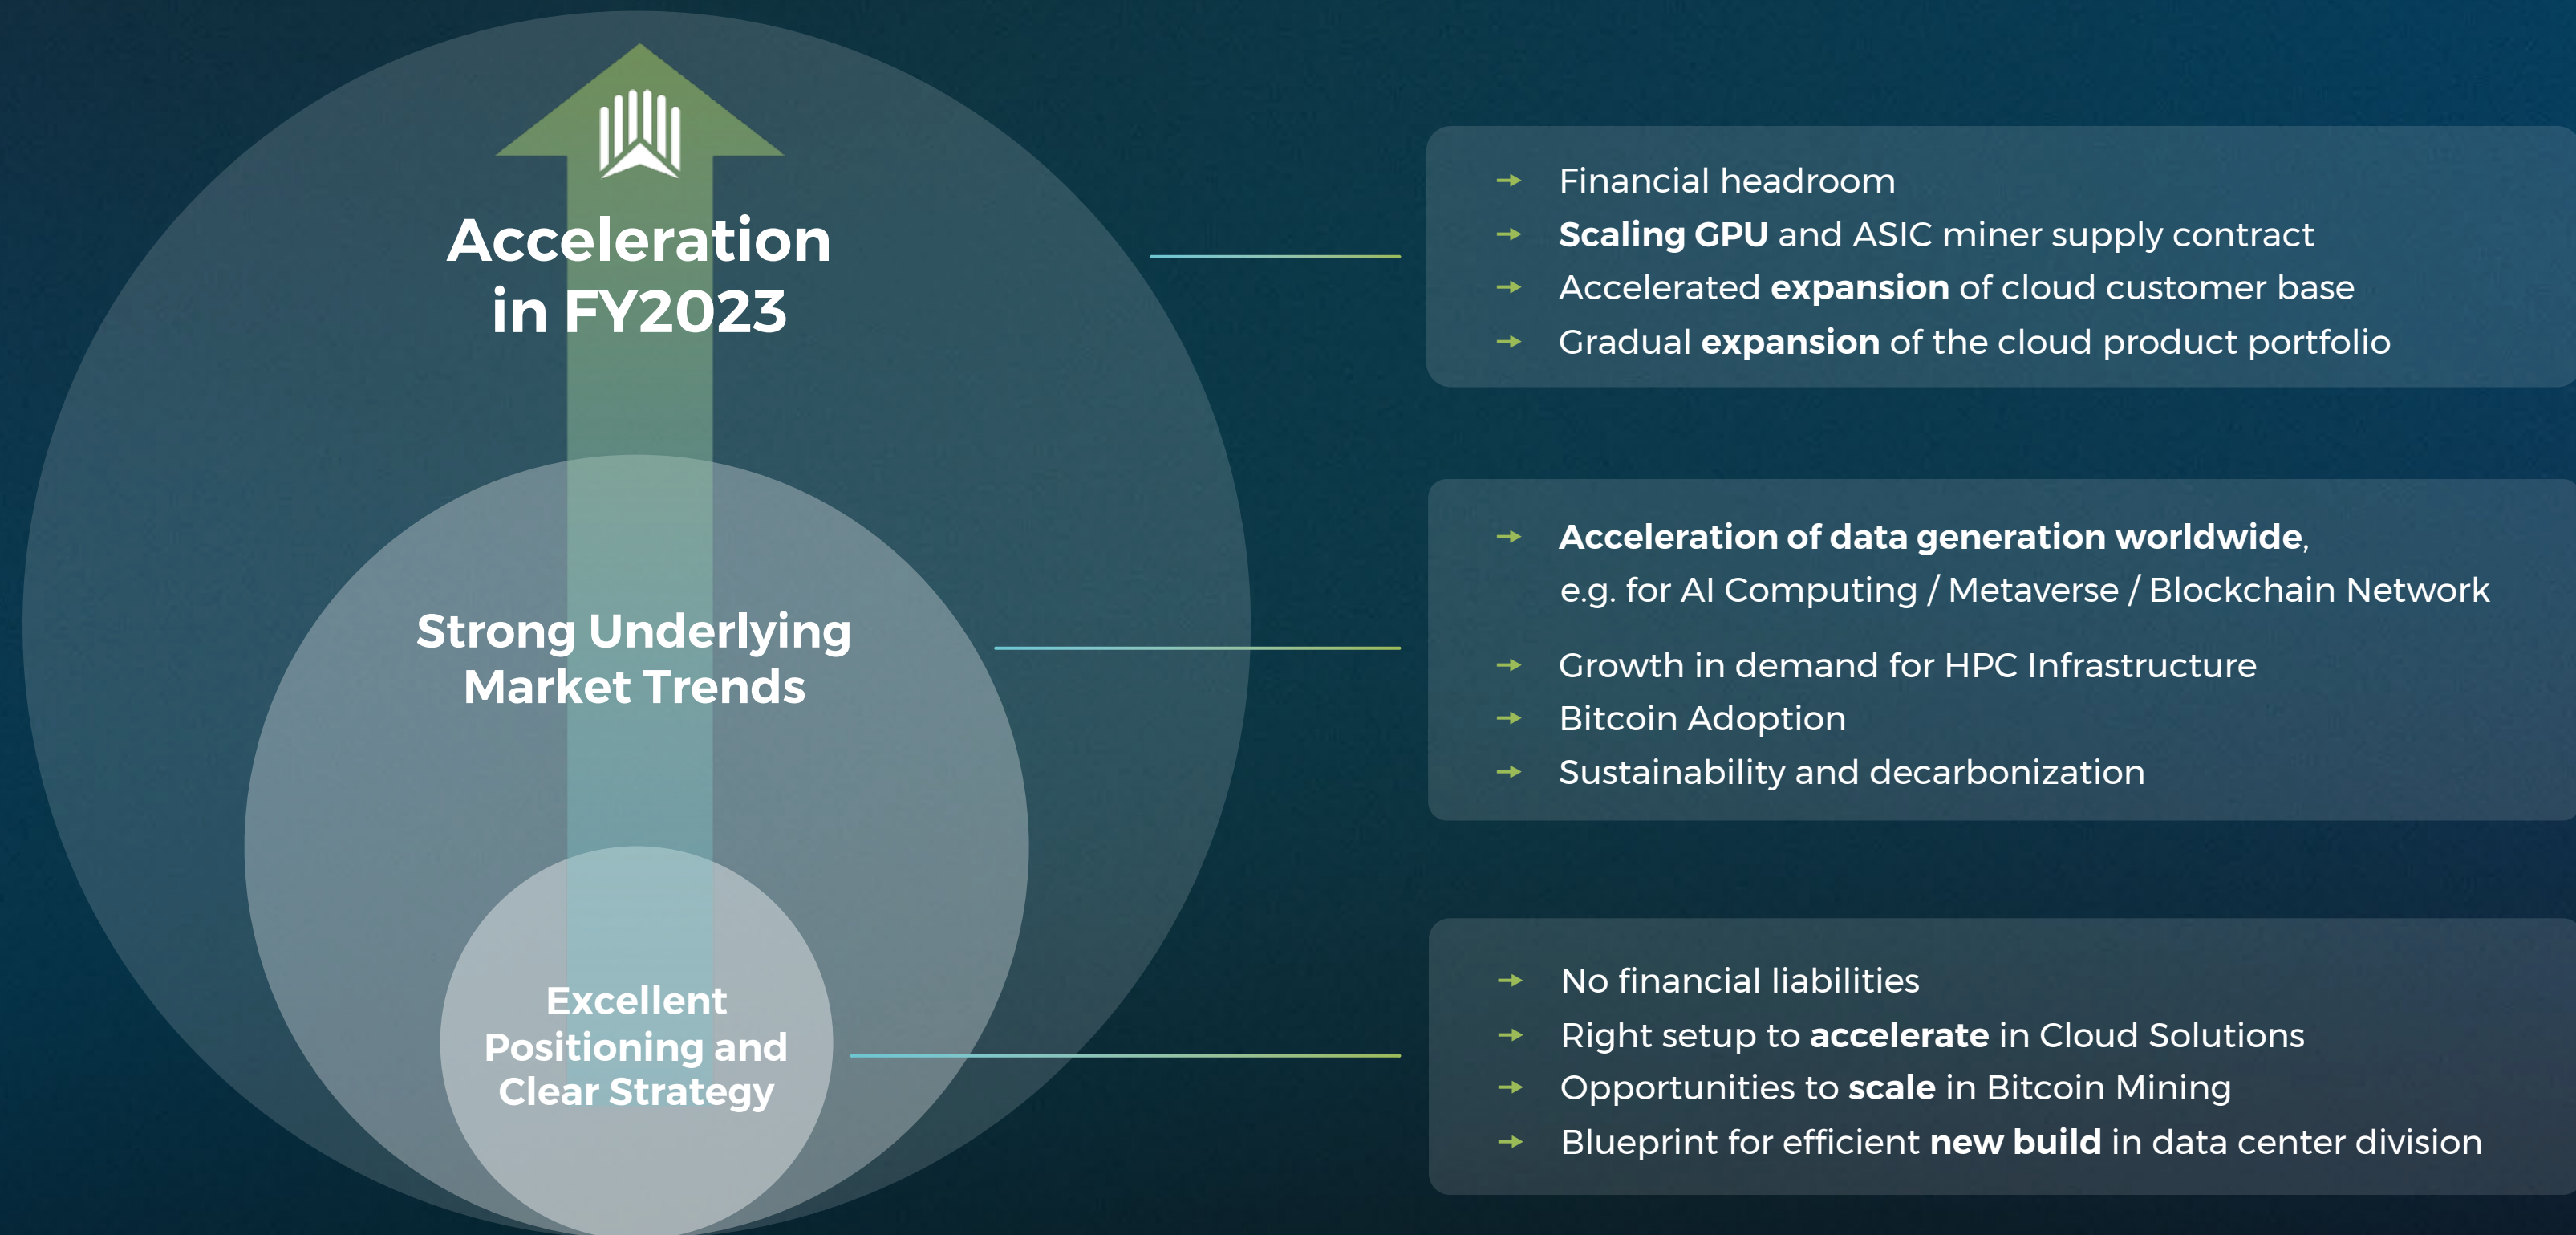 Acceleration
in FY2023
Financial headroom
Scaling GPU and ASIC miner supply contract
Accelerated expansion of cloud customer base
Gradual expansion of the cloud product portfolio
Strong Underlying
Market Trends
Acceleration of data generation worldwide,
e.g. for AI Computing / Metaverse / Blockchain Network
Growth in demand for HPC Infrastructure
Bitcoin Adoption
Sustainability and decarbonization
Excellent
Positioning and
Clear Strategy
No financial liabilities
Right setup to accelerate in Cloud Solutions
Opportunities to scale in Bitcoin Mining
Blueprint for efficient new build in data center division